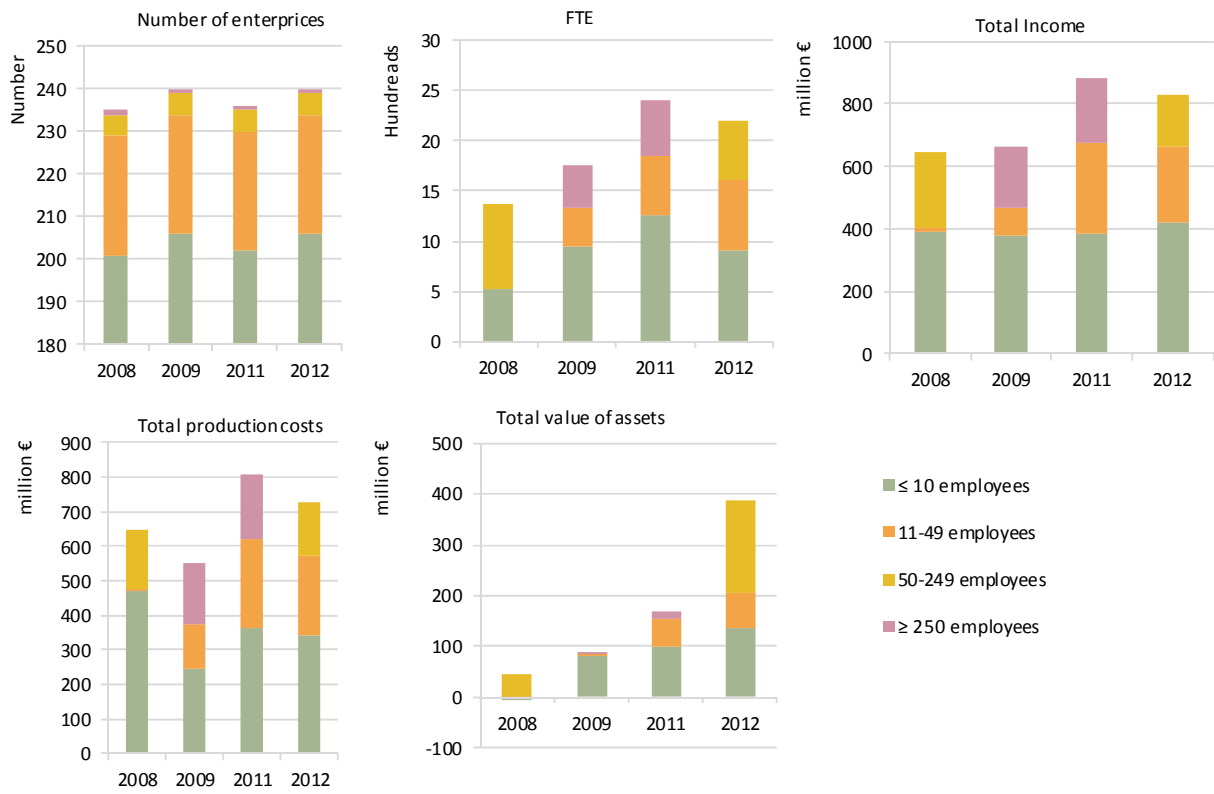 Number of enterprices
Number
250
240
230
220
210
200
190
180
2008 2009 2011 2012
FTE
Hundreads
30
25
20
15
10
5
0
2008 2009 2011 2012
Total Income
million €
1000
800
600
400
200
0
2008 2009 2011 2012
Total production costs
million €
900
800
700
600
500
400
300
200
100
0
2008 2009 2011 2012
Total value of assets
million €
500
400
300
200
100
0
-100
2008 2009 2011 2012
≤ 10 employees
11-49 employees
50-249 employees
≥ 250 employees